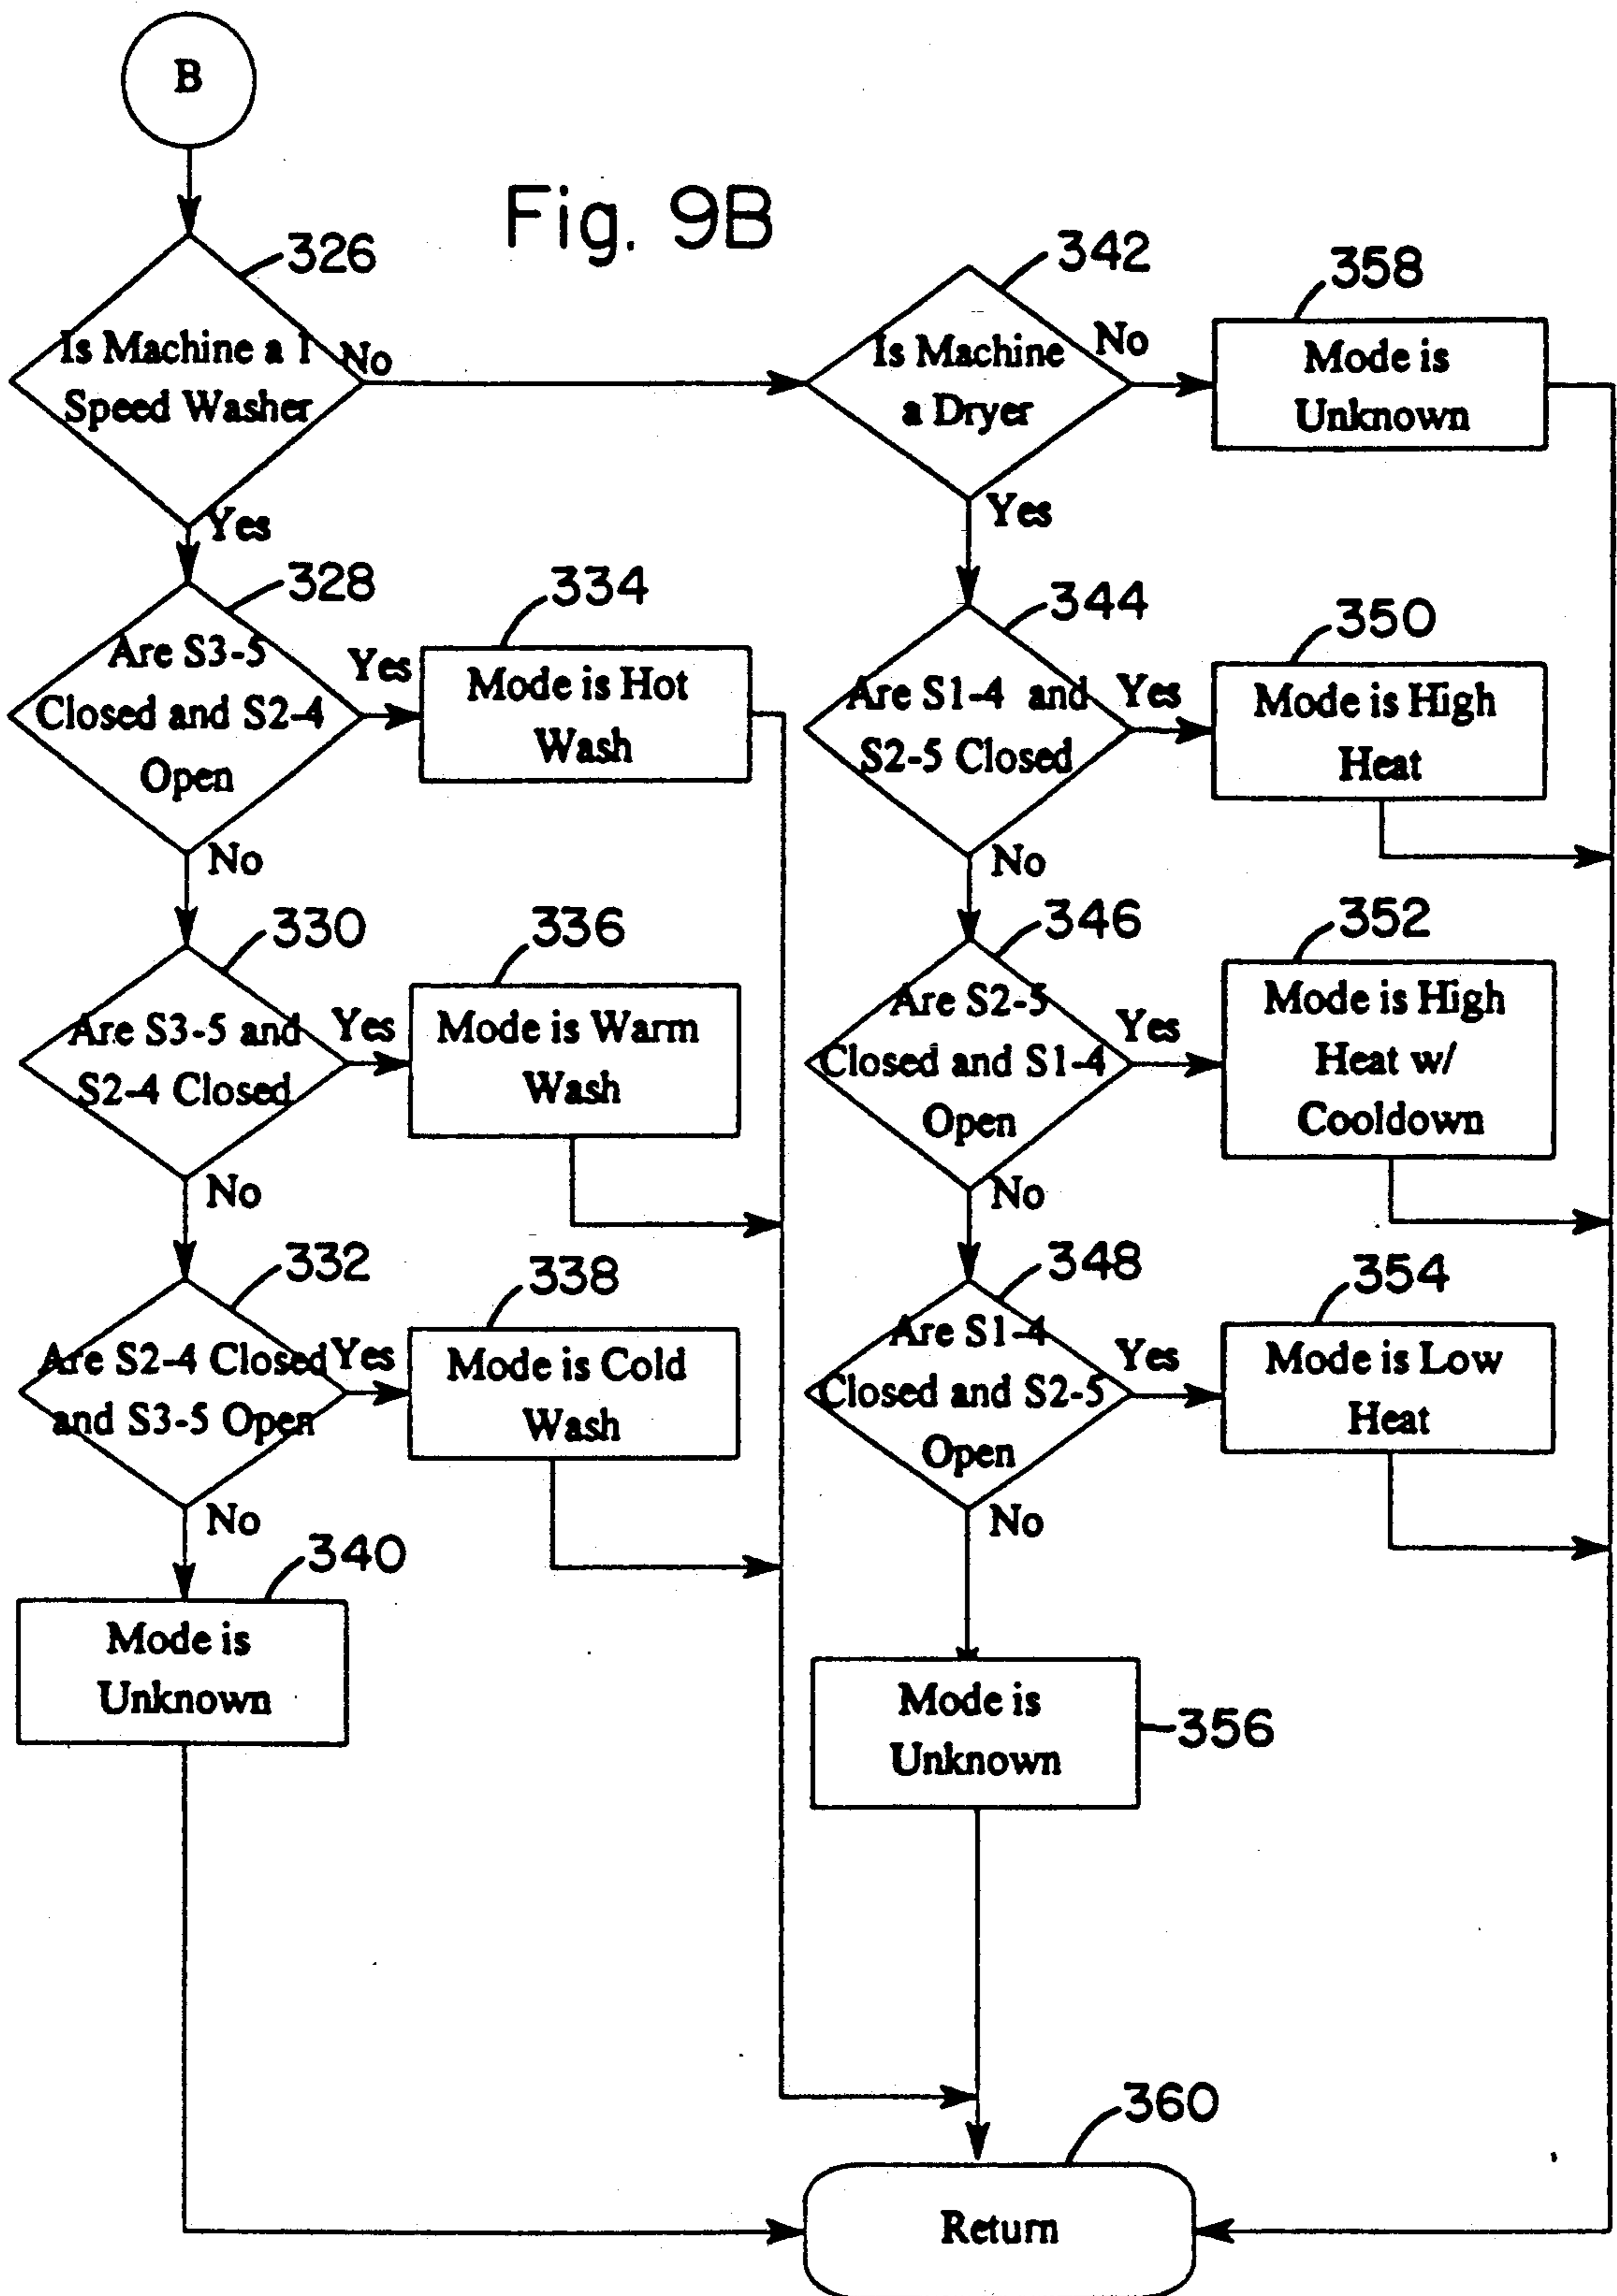 B
Fig. 9B
326
Is Machine a 1
Speed Washer
No
Yes
342
Is Machine
a Dryer
No
Yes
358
Mode is
Unknown
328
Are S3-5
Closed and S2-4
Open
Yes
No
334
Mode is Hot
Wash
344
Are S1-4 and
S2-5 Closed
Yes
No
350
Mode is High
Heat
330
Are S3-5 and
S2-4 Closed
Yes
No
336
Mode is Warm
Wash
346
Are S2-5
Closed and S1-4
Open
Yes
No
352
Mode is High
Heat w/
Cooldown
332
Are S2-4 Closed
and S3-5 Open
Yes
No
338
Mode is Cold
Wash
348
Are S1-4
Closed and S2-5
Open
Yes
No
354
Mode is Low
Heat
340
Mode is
Unknown
Mode is
Unknown
356
360
Return